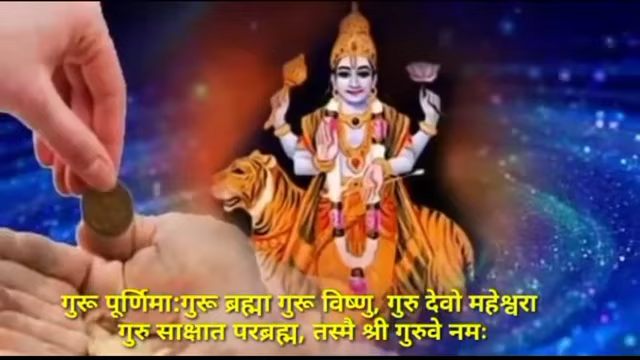 गुरू पूर्णिमा:गुरू ब्रह्मा गुरू विष्णु, गुरु देवो महेश्वरा
गुरु साक्षात परब्रह्म, तस्मै श्री गुरुवे नमः